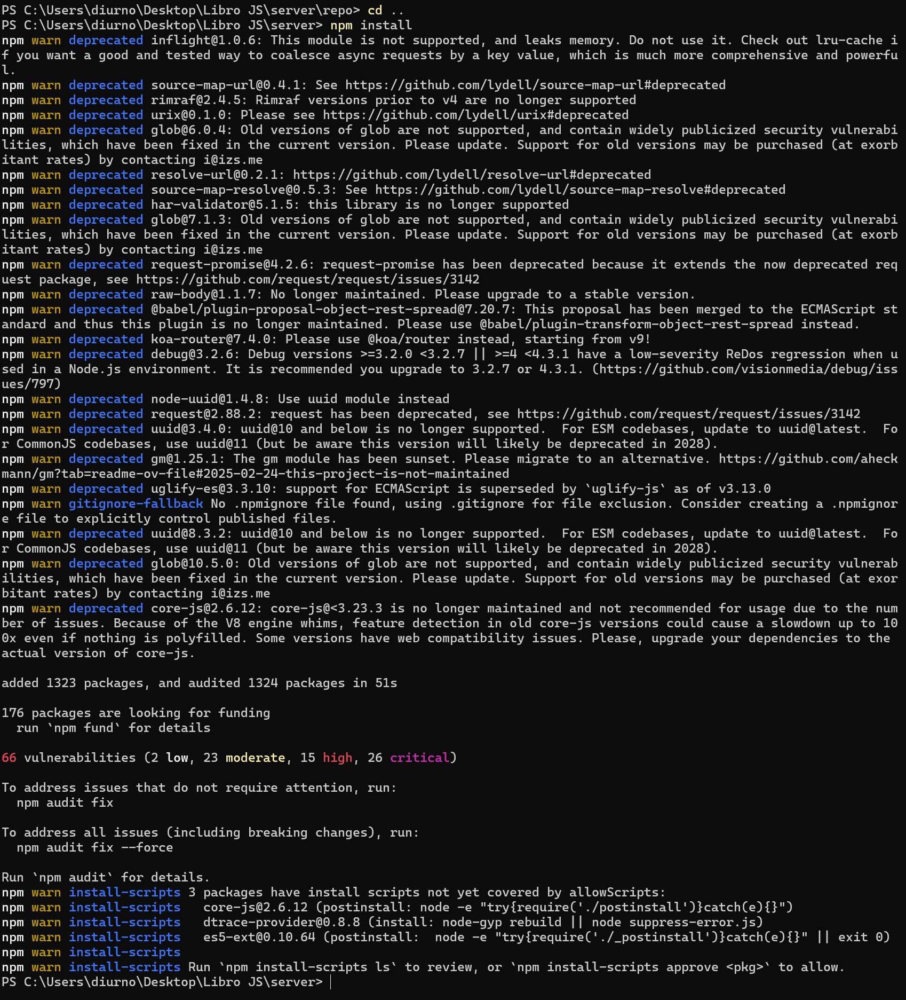 PS C:\Users\diurno\Desktop\Libro JS\server\repo> cd ..
PS C:\Users\diurno\Desktop\Libro JS\server> npm install
npm warn deprecated inflight@1.0.6: This module is not supported, and leaks memory. Do not use it. Check out lru-cache i
f you want a good and tested way to coalesce async requests by a key value, which is much more comprehensive and powerfu
l.
npm warn deprecated source-map-url@0.4.1: See https://github.com/lydell/source-map-url#deprecated
npm warn deprecated rimraf@2.4.5: Rimraf versions prior to v4 are no longer supported
npm warn deprecated urix@0.1.0: Please see https://github.com/lydell/urix#deprecated
npm warn deprecated glob@6.0.4: Old versions of glob are not supported, and contain widely publicized security vulnerabi
lities, which have been fixed in the current version. Please update. Support for old versions may be purchased (at exorb
itant rates) by contacting i@izs.me
npm warn deprecated resolve-url@0.2.1: https://github.com/lydell/resolve-url#deprecated
npm warn deprecated source-map-resolve@0.5.3: See https://github.com/lydell/source-map-resolve#deprecated
npm warn deprecated har-validator@5.1.5: this library is no longer supported
npm warn deprecated glob@7.1.3: Old versions of glob are not supported, and contain widely publicized security vulnerabi
lities, which have been fixed in the current version. Please update. Support for old versions may be purchased (at exorb
itant rates) by contacting i@izs.me
npm warn deprecated request-promise@4.2.6: request-promise has been deprecated because it extends the now deprecated req
uest package, see https://github.com/request/request/issues/3142
npm warn deprecated raw-body@1.1.7: No longer maintained. Please upgrade to a stable version.
npm warn deprecated @babel/plugin-proposal-object-rest-spread@7.20.7: This proposal has been merged to the ECMAScript st
andard and thus this plugin is no longer maintained. Please use @babel/plugin-transform-object-rest-spread instead.
npm warn deprecated koa-router@7.4.0: Please use @koa/router instead, starting from v9!
npm warn deprecated debug@3.2.6: Debug versions >=3.2.0 <3.2.7 || >=4 <4.3.1 have a low-severity ReDos regression when u
sed in a Node.js environment. It is recommended you upgrade to 3.2.7 or 4.3.1. (https://github.com/visionmedia/debug/iss
ues/797)
npm warn deprecated node-uuid@1.4.8: Use uuid module instead
npm warn deprecated request@2.88.2: request has been deprecated, see https://github.com/request/request/issues/3142
npm warn deprecated uuid@3.4.0: uuid@10 and below is no longer supported.  For ESM codebases, update to uuid@latest.  Fo
r CommonJS codebases, use uuid@11 (but be aware this version will likely be deprecated in 2028).
npm warn deprecated gm@1.25.1: The gm module has been sunset. Please migrate to an alternative. https://github.com/aheck
mann/gm?tab=readme-ov-file#2025-02-24-this-project-is-not-maintained
npm warn deprecated uglify-es@3.3.10: support for ECMAScript is superseded by `uglify-js` as of v3.13.0
npm warn gitignore-fallback No .npmignore file found, using .gitignore for file exclusion. Consider creating a .npmignor
e file to explicitly control published files.
npm warn deprecated uuid@8.3.2: uuid@10 and below is no longer supported.  For ESM codebases, update to uuid@latest.  Fo
r CommonJS codebases, use uuid@11 (but be aware this version will likely be deprecated in 2028).
npm warn deprecated glob@10.5.0: Old versions of glob are not supported, and contain widely publicized security vulnerab
ilities, which have been fixed in the current version. Please update. Support for old versions may be purchased (at exor
bitant rates) by contacting i@izs.me
npm warn deprecated core-js@2.6.12: core-js@<3.23.3 is no longer maintained and not recommended for usage due to the num
ber of issues. Because of the V8 engine whims, feature detection in old core-js versions could cause a slowdown up to 10
0x even if nothing is polyfilled. Some versions have web compatibility issues. Please, upgrade your dependencies to the
actual version of core-js.

added 1323 packages, and audited 1324 packages in 51s

176 packages are looking for funding
  run `npm fund` for details

66 vulnerabilities (2 low, 23 moderate, 15 high, 26 critical)

To address issues that do not require attention, run:
  npm audit fix

To address all issues (including breaking changes), run:
  npm audit fix --force

Run `npm audit` for details.
npm warn install-scripts 3 packages have install scripts not yet covered by allowScripts:
npm warn install-scripts   core-js@2.6.12 (postinstall: node -e "try{require('./postinstall')}catch(e){}")
npm warn install-scripts   dtrace-provider@0.8.8 (install: node-gyp rebuild || node suppress-error.js)
npm warn install-scripts   es5-ext@0.10.64 (postinstall:  node -e "try{require('./_postinstall')}catch(e){}" || exit 0)
npm warn install-scripts
npm warn install-scripts Run `npm install-scripts ls` to review, or `npm install-scripts approve <pkg>` to allow.
PS C:\Users\diurno\Desktop\Libro JS\server>